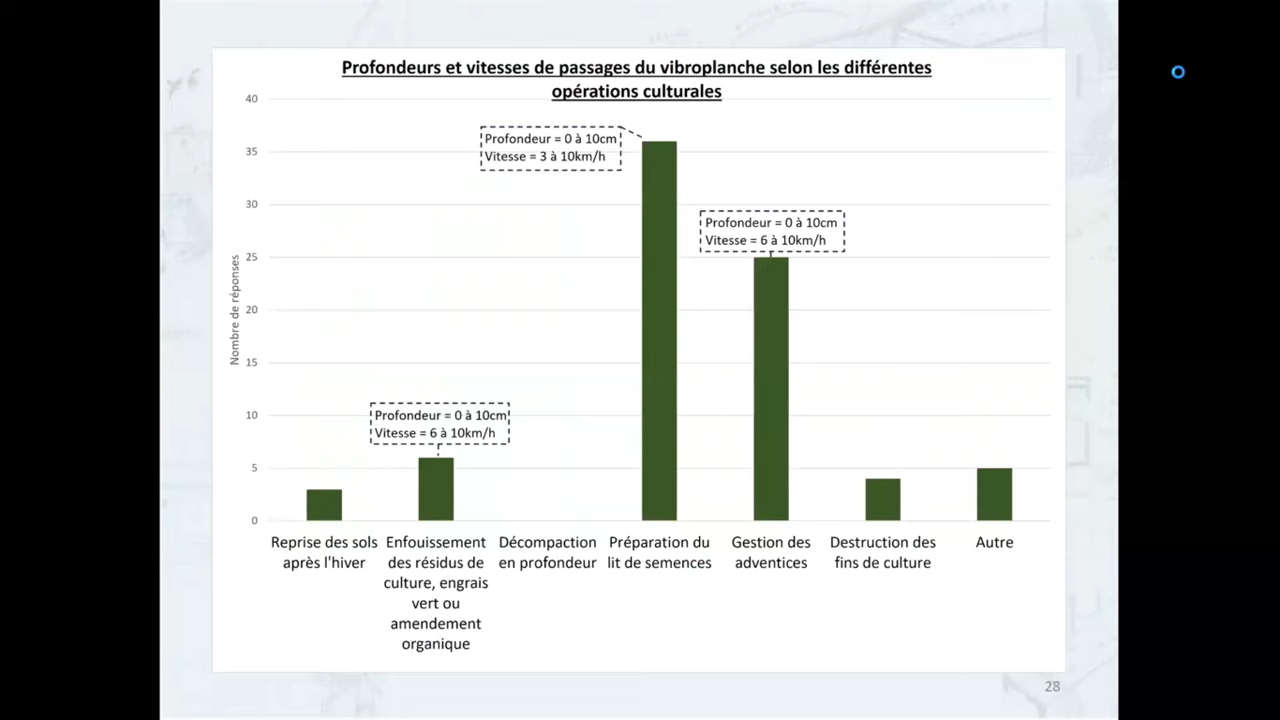 Profondeurs et vitesses de passages du vibroplanche selon les différentes
opérations culturales
40
35
30
25
20
15
10
5
0
Nombre de réponses
Profondeur = 0 à 10cm
Vitesse = 3 à 10km/h
Profondeur = 0 à 10cm
Vitesse = 6 à 10km/h
Profondeur = 0 à 10cm
Vitesse = 6 à 10km/h
Reprise des sols
après l'hiver
Enfouissement
des résidus de
culture, engrais
vert ou
amendement
organique
Décompaction
en profondeur
Préparation du
lit de semences
Gestion des
adventices
Destruction des
fins de culture
Autre
28